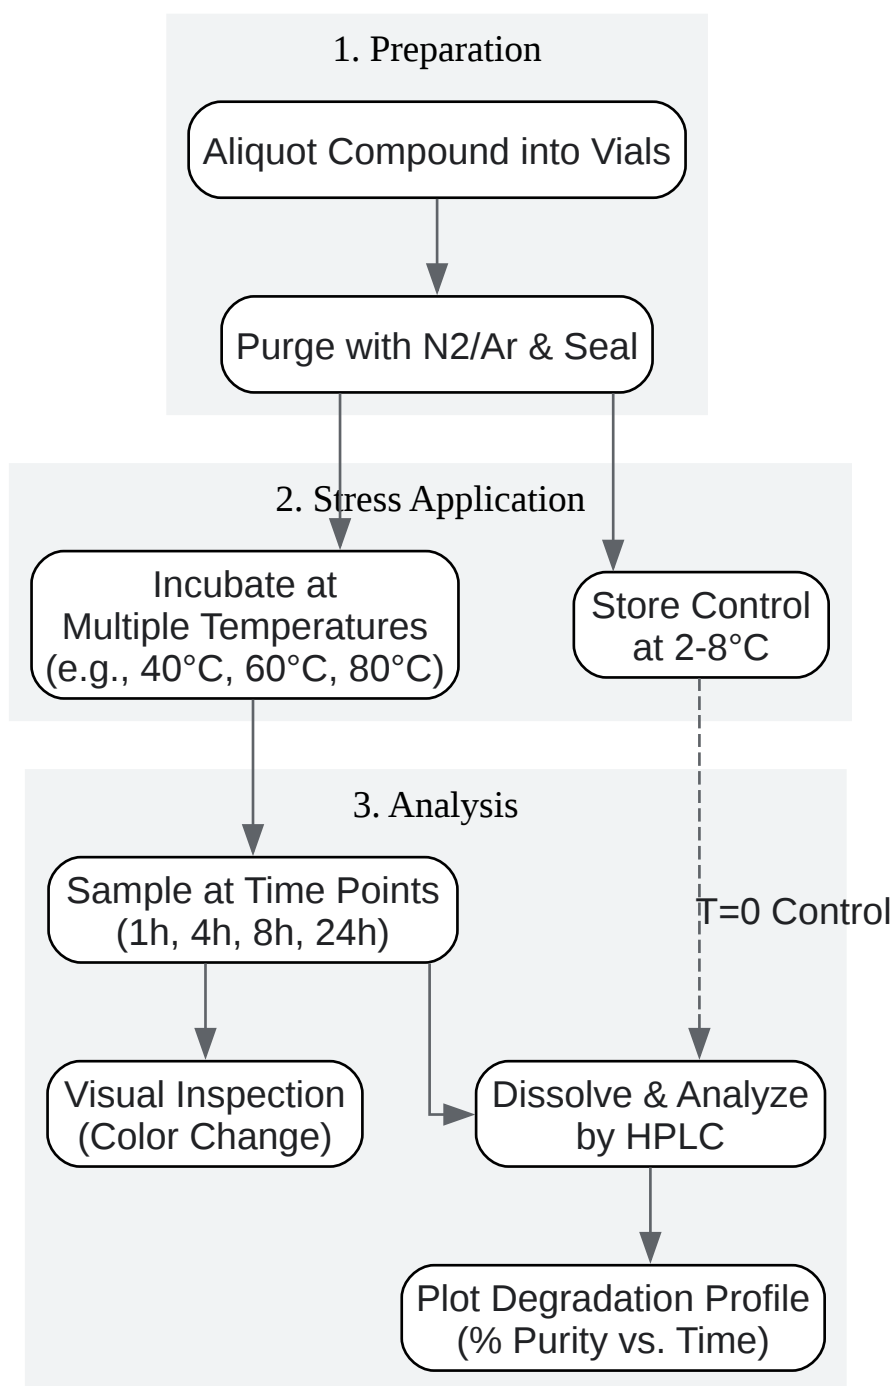 1. Preparation
Aliquot Compound into Vials
Purge with N2/Ar & Seal
2. Stress Application
Incubate at
Multiple Temperatures
(e.g., 40°C, 60°C, 80°C)
Store Control
at 2-8°C
3. Analysis
Sample at Time Points
(1h, 4h, 8h, 24h)
T=0 Control
Visual Inspection
(Color Change)
Dissolve & Analyze
by HPLC
Plot Degradation Profile
(% Purity vs. Time)